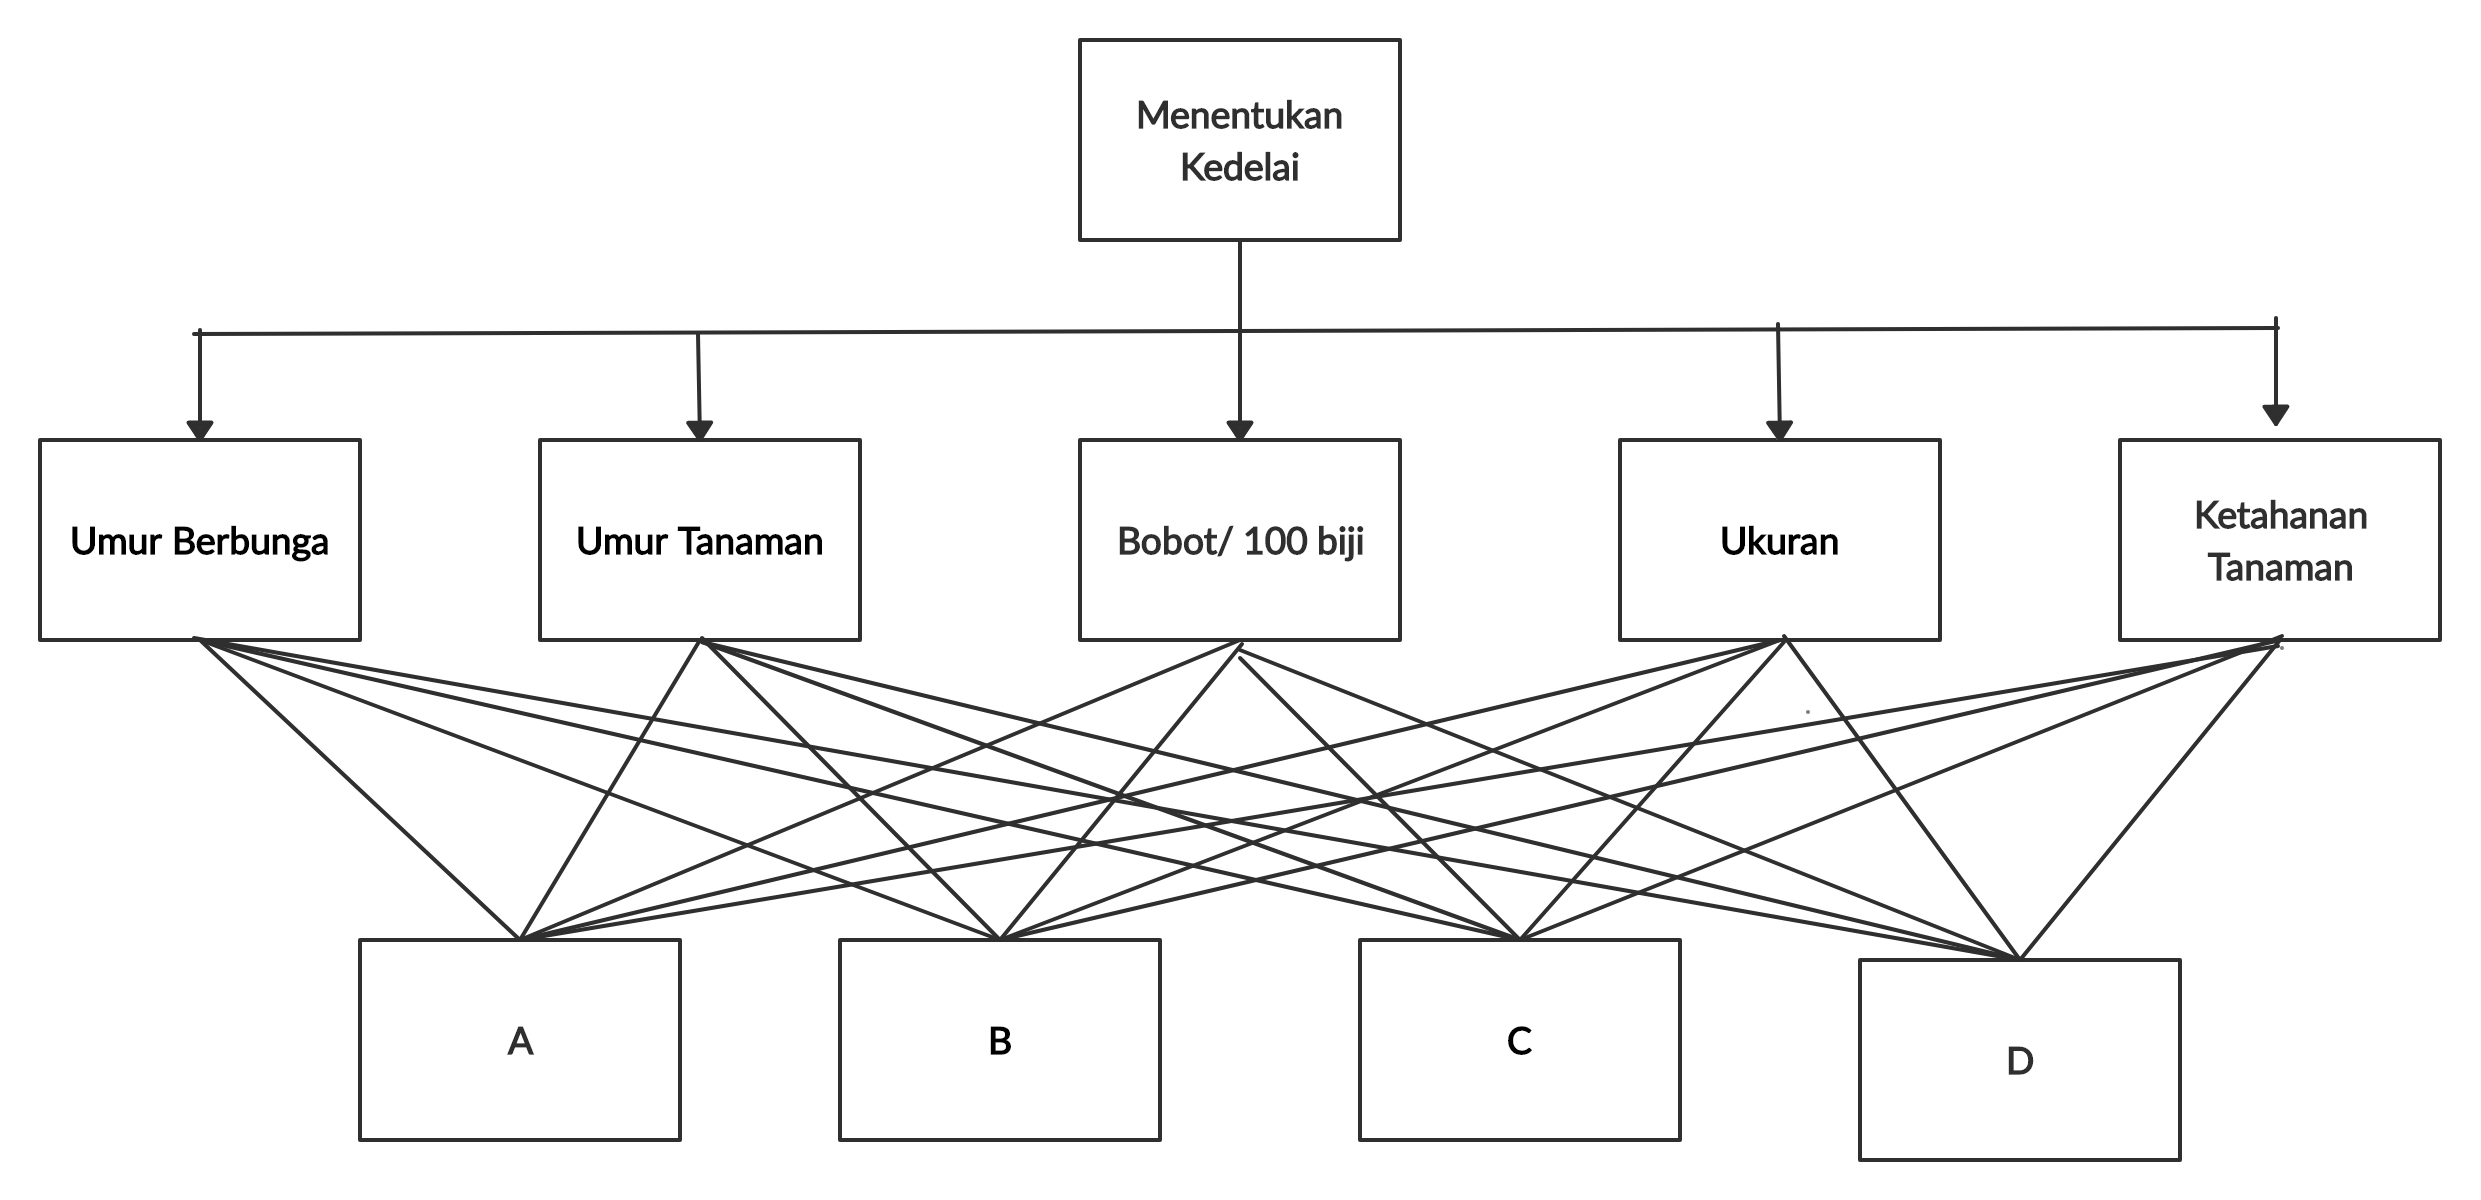 Menentukan
Kedelai
Umur Berbunga
Umur Tanaman
Bobot/ 100 biji
Ukuran
Ketahanan
Tanaman
A
B
C
D